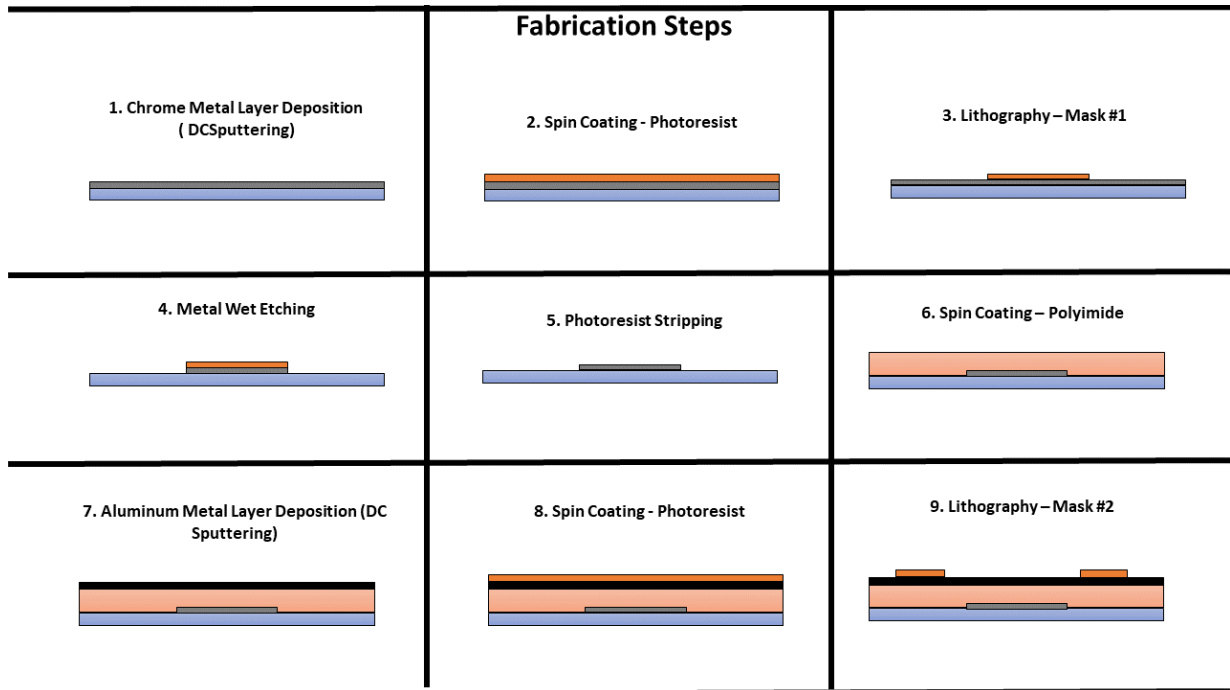 Fabrication Steps
1. Chrome Metal Layer Deposition
( DCSputtering)
2. Spin Coating - Photoresist
3. Lithography – Mask #1
4. Metal Wet Etching
5. Photoresist Stripping
6. Spin Coating – Polyimide
7. Aluminum Metal Layer Deposition (DC
Sputtering)
8. Spin Coating - Photoresist
9. Lithography – Mask #2